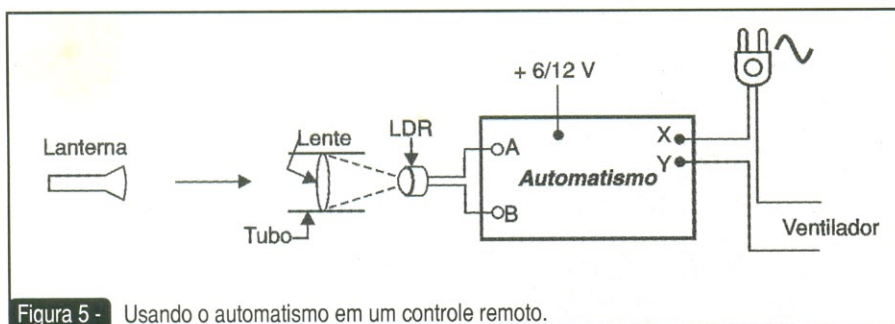 + 6/12 V
Lanterna
Lente
LDR
Tubo
A
B
Automatismo
X
Y
Ventilador
Figura 5 - Usando o automatismo em um controle remoto.